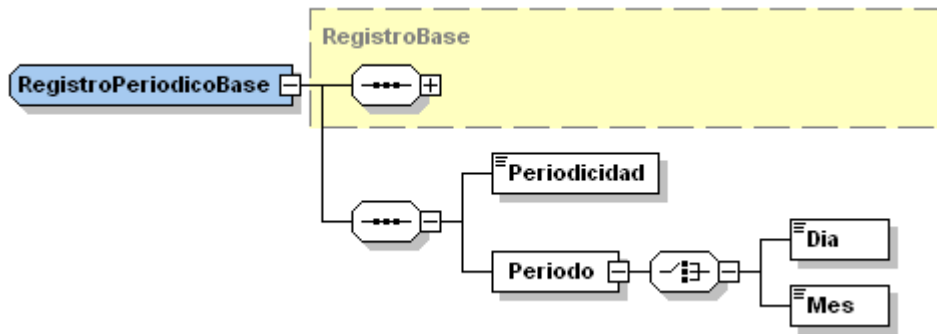 RegistroBase
RegistroPeriodicoBase
Periodicidad
Periodo
Dia
Mes